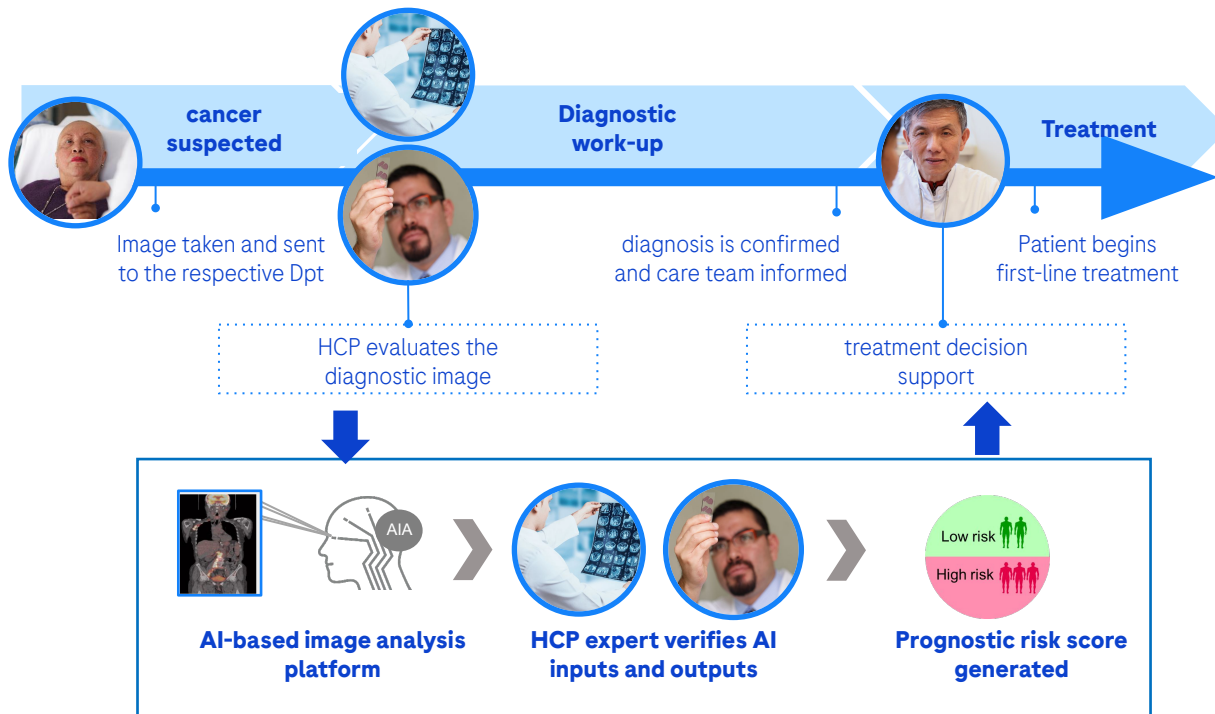 cancer
suspected
Diagnostic
work-up
Treatment
Image taken and sent
to the respective Dpt
diagnosis is confirmed
and care team informed
Patient begins
first-line treatment
HCP evaluates the
diagnostic image
treatment decision
support
AIA
Low risk
High risk
AI-based image analysis
platform
HCP expert verifies AI
inputs and outputs
Prognostic risk score
generated